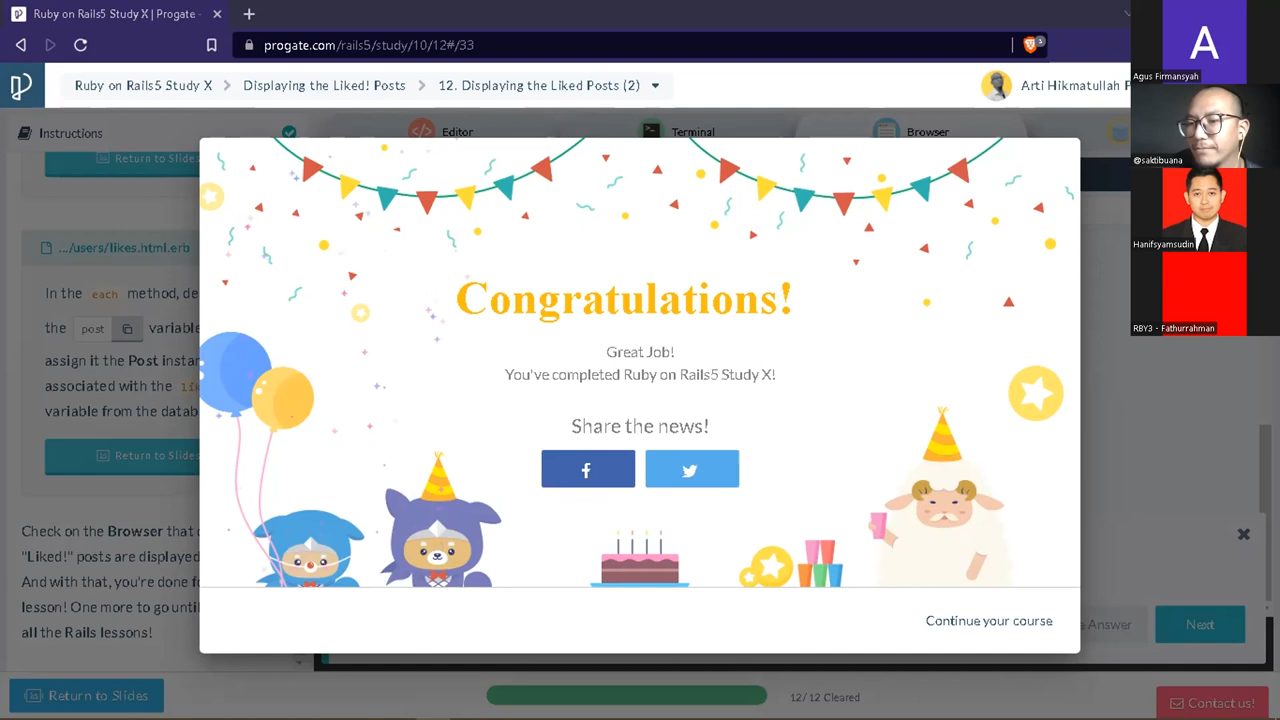 Ruby on Rails5 Study X | Progate -
progate.com/rails5/study/10/12#/33
Ruby on Rails5 Study X
Displaying the Liked! Posts
12. Displaying the Liked Posts (2)
Arti Hikmatullah P
A
Agus Firmansyah
@saktibuana
Hanifsyamsudin
RBY3 - Fathurrahman
Instructions
Editor
Terminal
Browser
Return to Slides
.../users/likes.html.erb
In the each method, de
the post variab
assign it the Post instan
associated with the li
variable from the datab
Return to Slides
Check on the Browser that
"Liked!" posts are displayed
And with that, you're done fo
lesson! One more to go until
all the Rails lessons!
Congratulations!
Great Job!
You've completed Ruby on Rails5 Study X!
Share the news!
Continue your course
Answer
Next
Return to Slides
12/ 12 Cleared
Contact us!